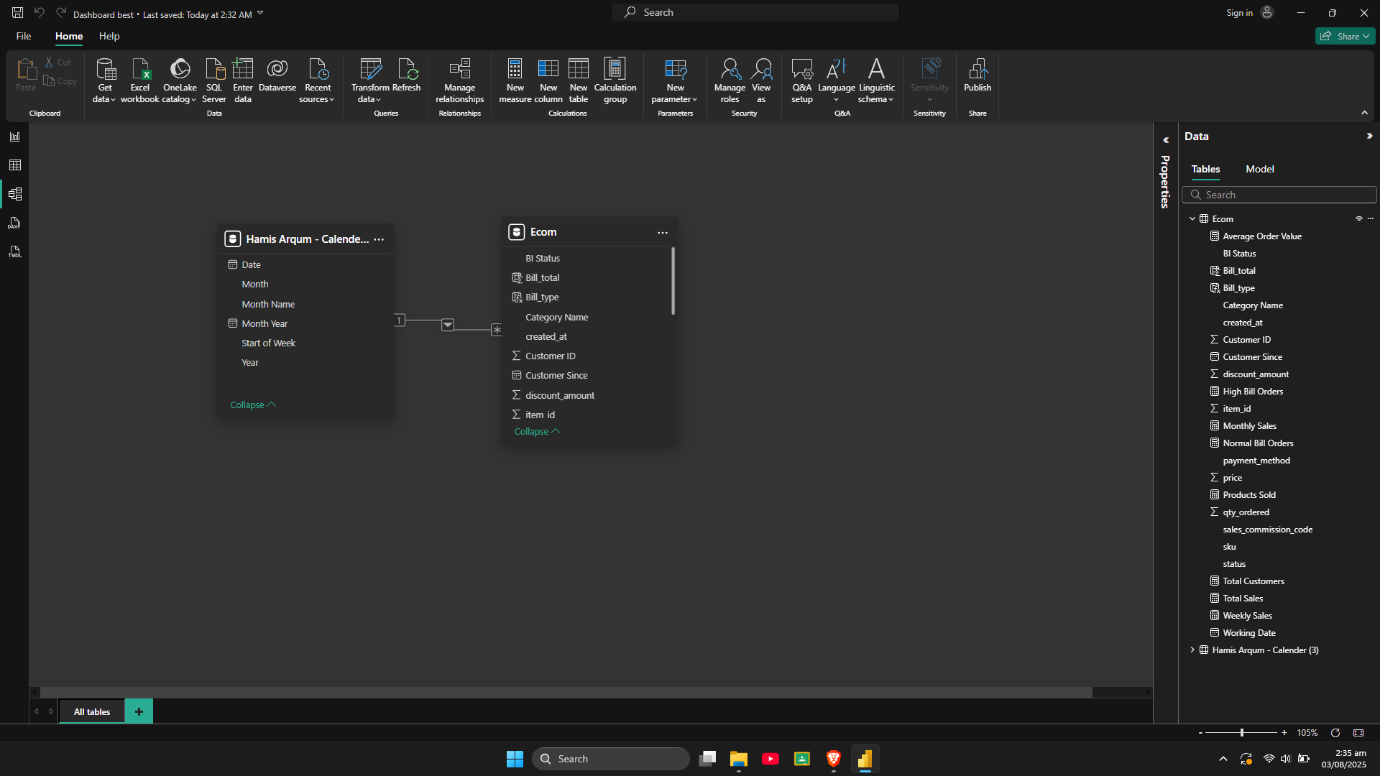 Dashboard best • Last saved: Today at 2:32 AM
Search
Sign in
File
Home
Help
Share
Paste
Cut
Copy
Clipboard
Get data
Excel workbook
OneLake catalog
SQL Server
Enter data
Dataverse
Recent sources
Data
Transform data
Refresh
Queries
Manage relationships
Relationships
New measure
New column
New table
Calculation group
Calculations
New parameter
Parameters
Manage roles
View as
Security
Q&A setup
Language
Linguistic schema
Q&A
Sensitivity
Sensitivity
Publish
Share
Hamis Arqum - Calende...
Date
Month
Month Name
Month Year
Start of Week
Year
Collapse
1
*
Ecom
BI Status
Bill_total
Bill_type
Category Name
created_at
Customer ID
Customer Since
discount_amount
item_id
Collapse
Properties
Data
Tables
Model
Search
Ecom
Average Order Value
BI Status
Bill_total
Bill_type
Category Name
created_at
Customer ID
Customer Since
discount_amount
High Bill Orders
item_id
Monthly Sales
Normal Bill Orders
payment_method
price
Products Sold
qty_ordered
sales_commission_code
sku
status
Total Customers
Total Sales
Weekly Sales
Working Date
Hamis Arqum - Calender (3)
All tables
105%
Search
2:35 am
03/08/2025